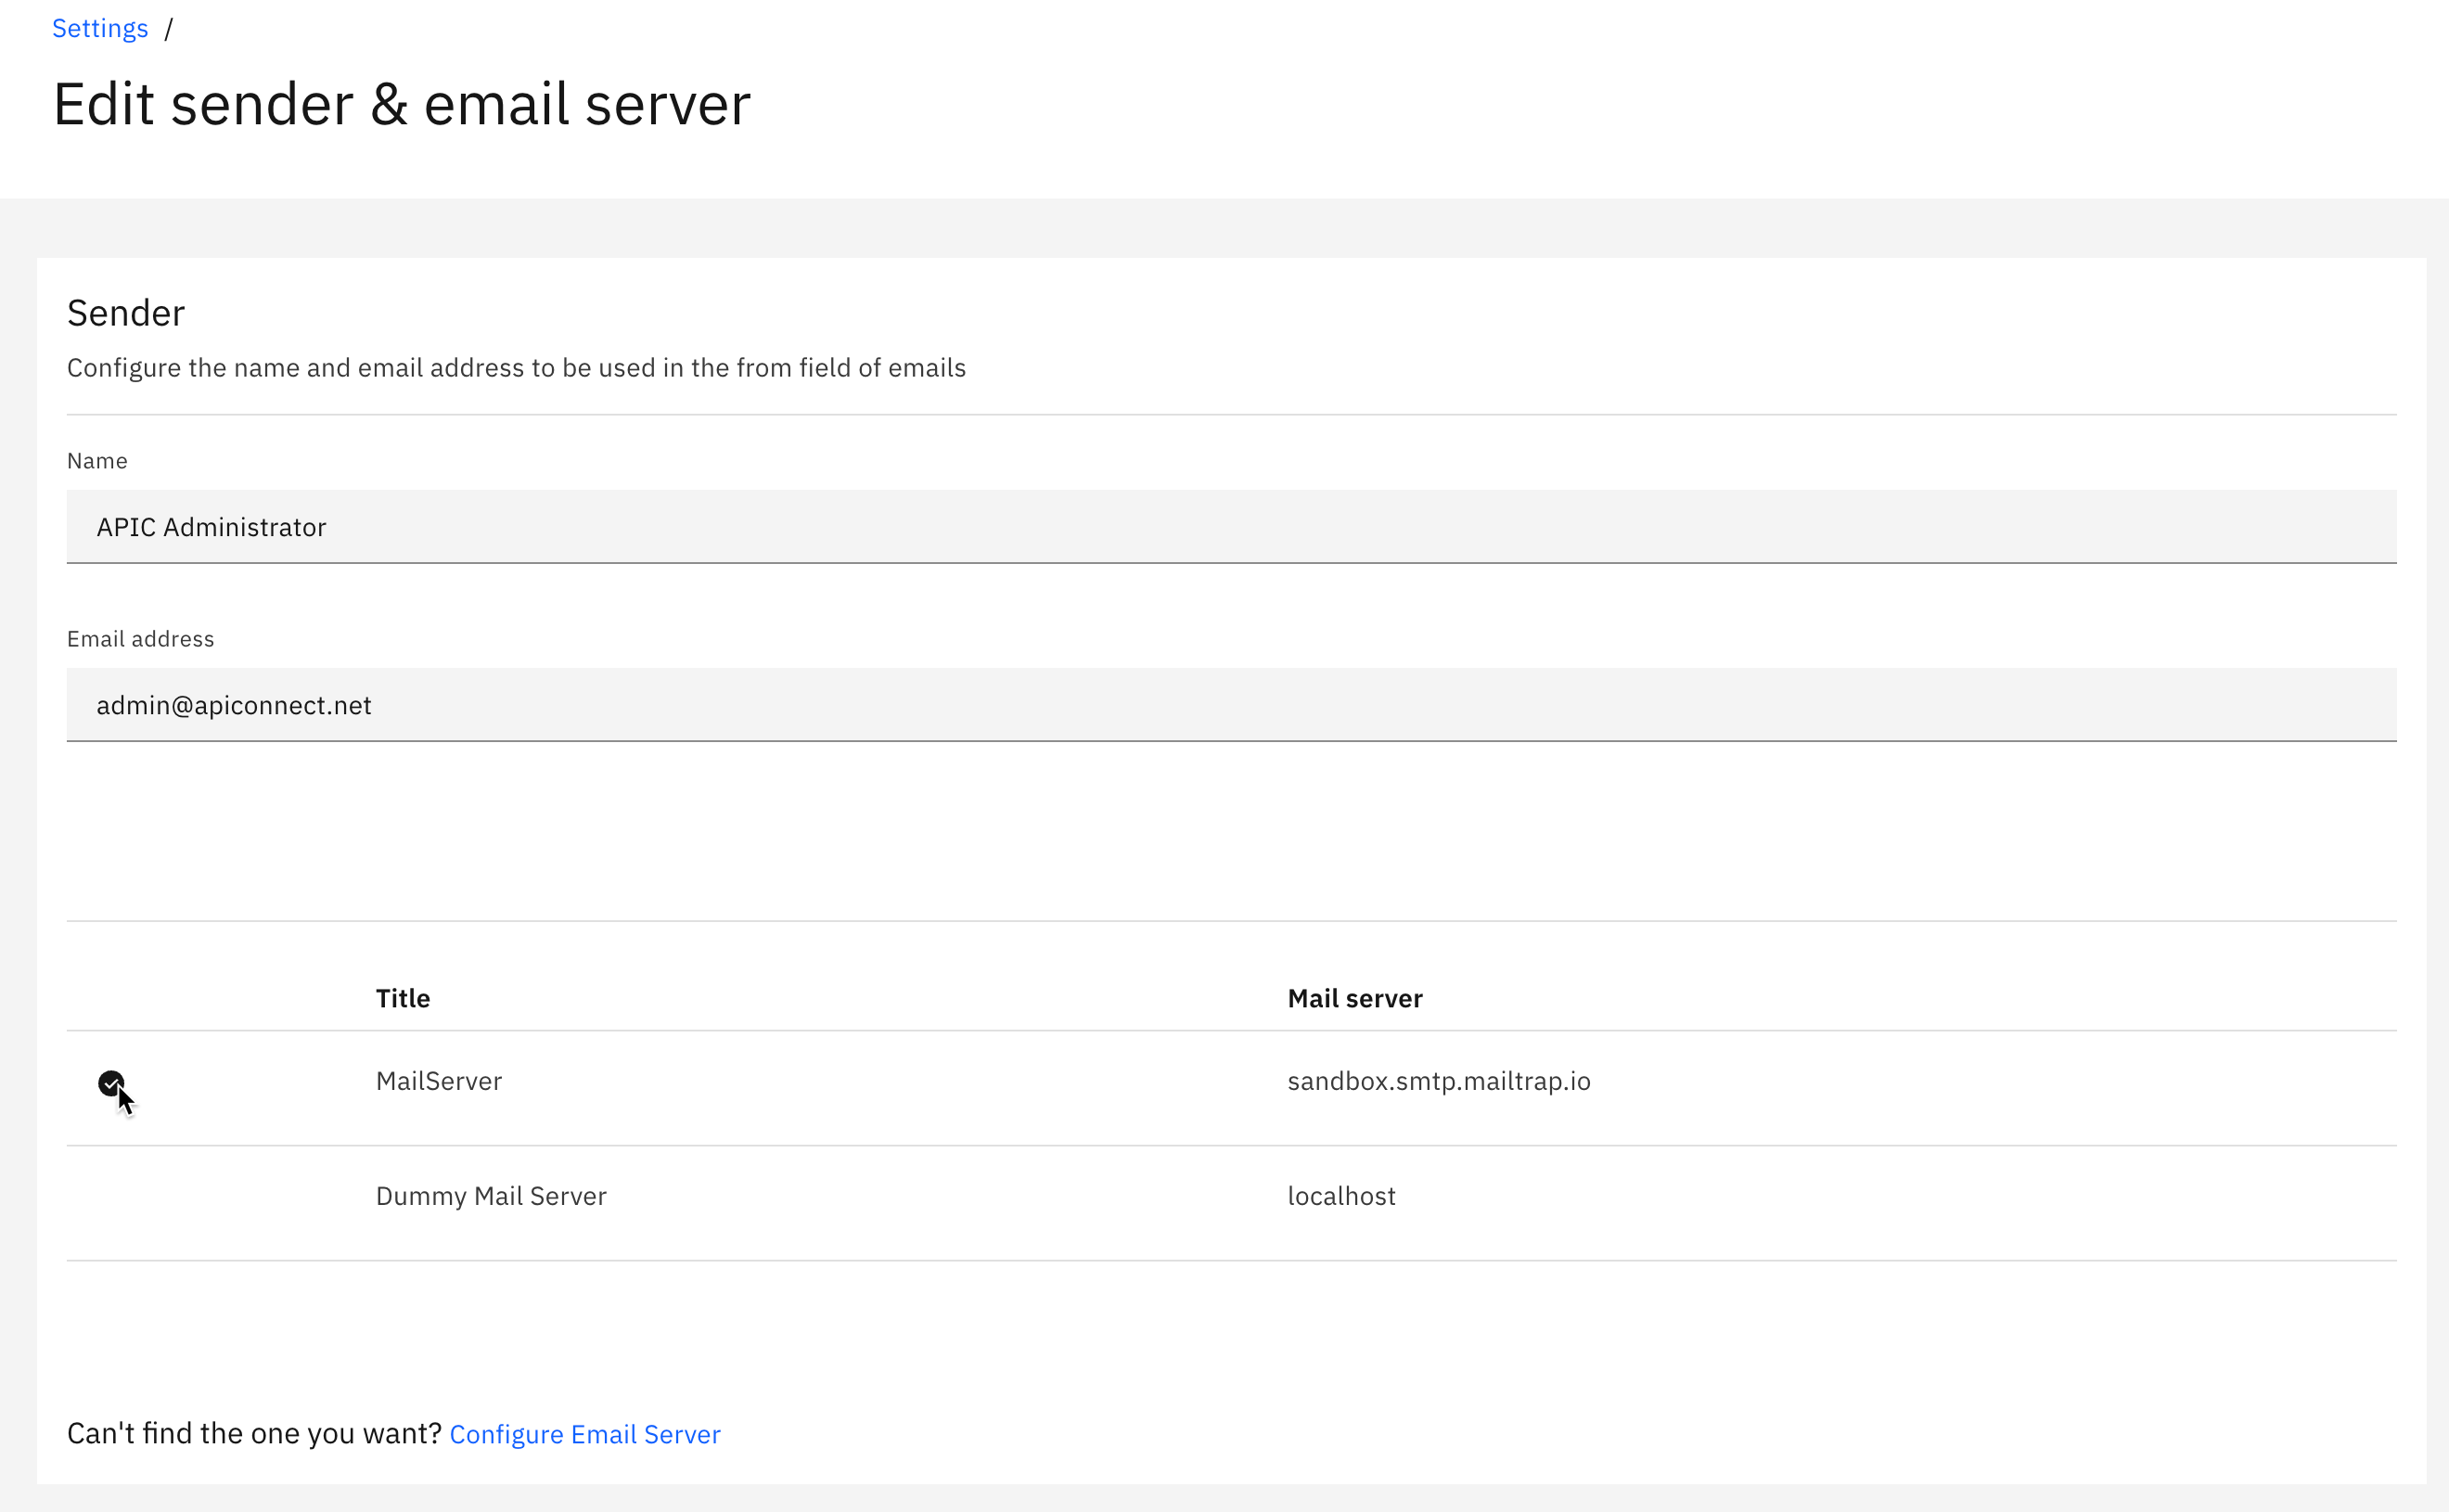 Settings /
Edit sender & email server
Sender
Configure the name and email address to be used in the from field of emails
Name
APIC Administrator
Email address
admin@apiconnect.net
Title Mail server
MailServer sandbox.smtp.mailtrap.io
Dummy Mail Server localhost
Can't find the one you want? Configure Email Server